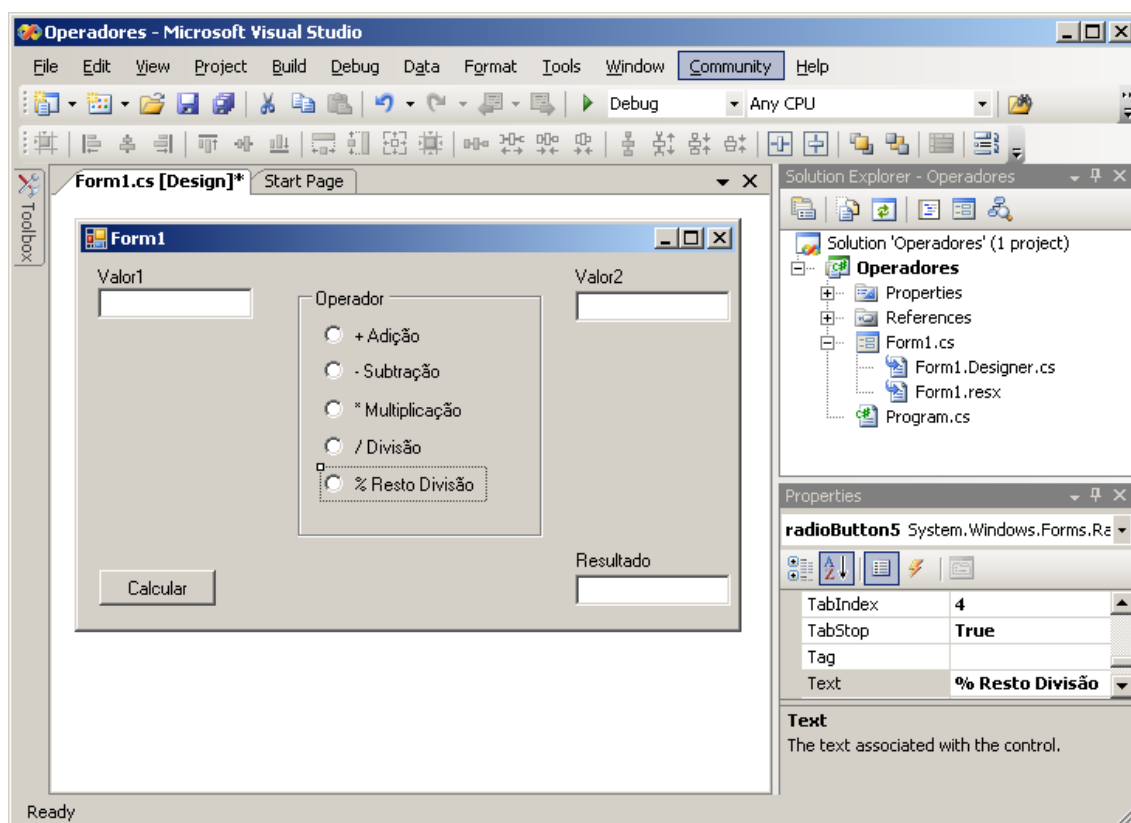 Operadores - Microsoft Visual Studio
File Edit View Project Build Debug Data Format Tools Window Community Help
Debug Any CPU
Toolbox
Form1.cs [Design]* Start Page
Form1
Valor1
Operador
+ Adição
- Subtração
* Multiplicação
/ Divisão
% Resto Divisão
Valor2
Calcular
Resultado
Solution Explorer - Operadores
Solution 'Operadores' (1 project)
Operadores
Properties
References
Form1.cs
Form1.Designer.cs
Form1.resx
Program.cs
Properties
radioButton5 System.Windows.Forms.Ra
TabIndex 4
TabStop True
Tag
Text % Resto Divisão
Text
The text associated with the control.
Ready